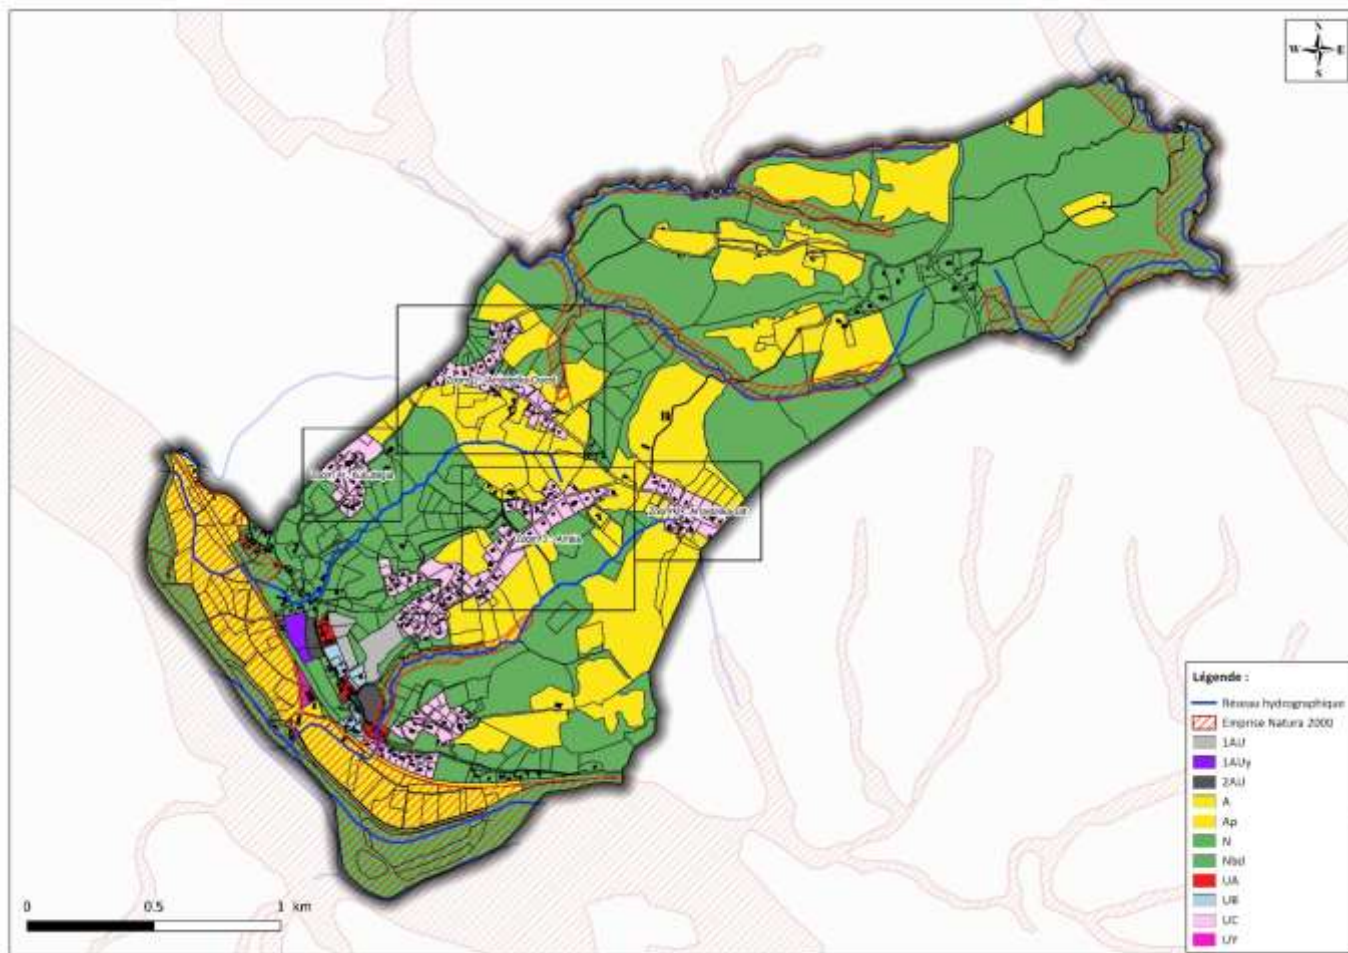 N
W E
S
Légende :
Réseau hydrographique
Emprise Natura 2000
1AU
1AUy
2AU
A
Ap
N
Nbd
UA
UB
UC
UY
0 0.5 1 km